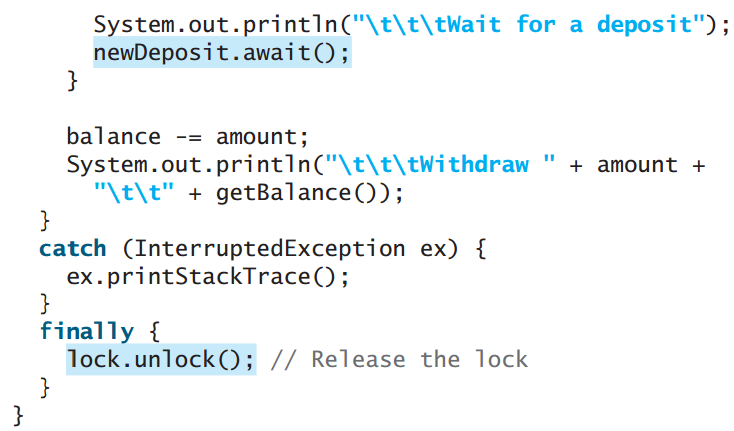 System.out.println("\t\t\tWait for a deposit");
newDeposit.await();
}
balance -= amount;
System.out.println("\t\t\tWithdraw " + amount +
"\t\t" + getBalance());
}
catch (InterruptedException ex) {
ex.printStackTrace();
}
finally {
lock.unlock(); // Release the lock
}
}